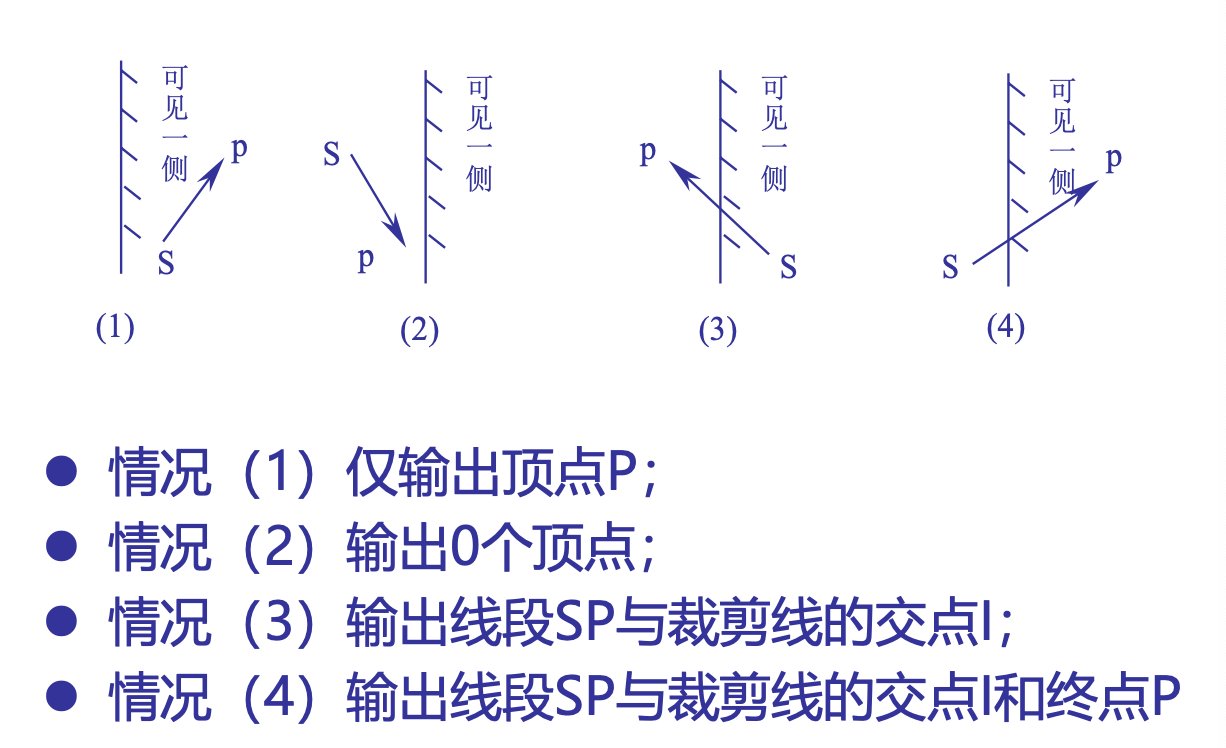 可见一侧
p
S
(1)
可见一侧
S
p
(2)
可见一侧
p
S
(3)
可见一侧
p
S
(4)
情况（1）仅输出顶点P；
情况（2）输出0个顶点；
情况（3）输出线段SP与裁剪线的交点I；
情况（4）输出线段SP与裁剪线的交点I和终点P